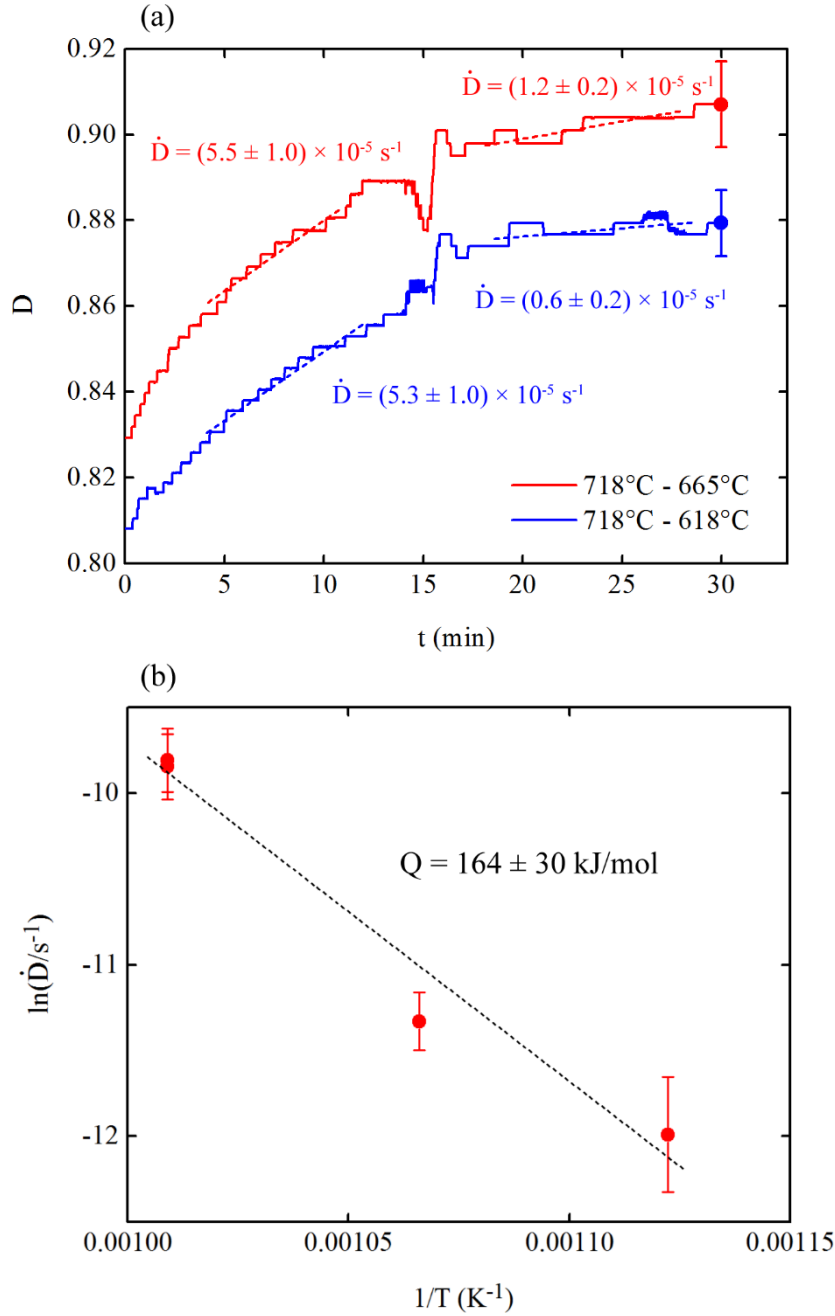 (a)
0.92
0.90
0.88
0.86
0.84
0.82
0.80
D
Ḋ = (1.2 ± 0.2) × 10⁻⁵ s⁻¹
Ḋ = (5.5 ± 1.0) × 10⁻⁵ s⁻¹
Ḋ = (0.6 ± 0.2) × 10⁻⁵ s⁻¹
Ḋ = (5.3 ± 1.0) × 10⁻⁵ s⁻¹
718°C - 665°C
718°C - 618°C
0 5 10 15 20 25 30
t (min)
(b)
-10
-11
-12
ln(Ḋ/s⁻¹)
Q = 164 ± 30 kJ/mol
0.00100 0.00105 0.00110 0.00115
1/T (K⁻¹)